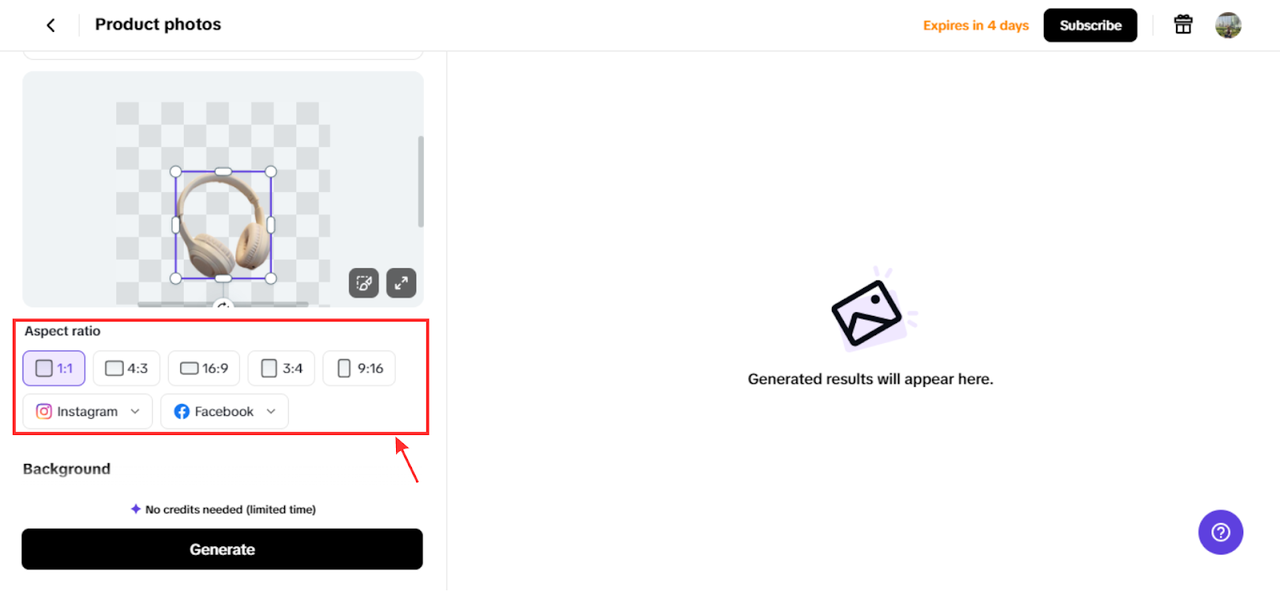 Product photos
Expires in 4 days
Subscribe
Aspect ratio
1:1
4:3
16:9
3:4
9:16
Instagram
Facebook
Background
No credits needed (limited time)
Generate
Generated results will appear here.